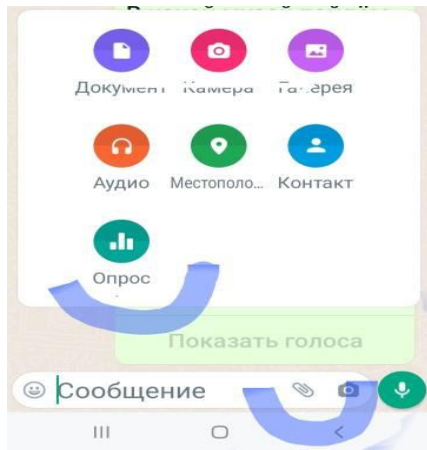 Документ Камера Галерея
Аудио Местополо... Контакт
Опрос
Показать голоса
Сообщение